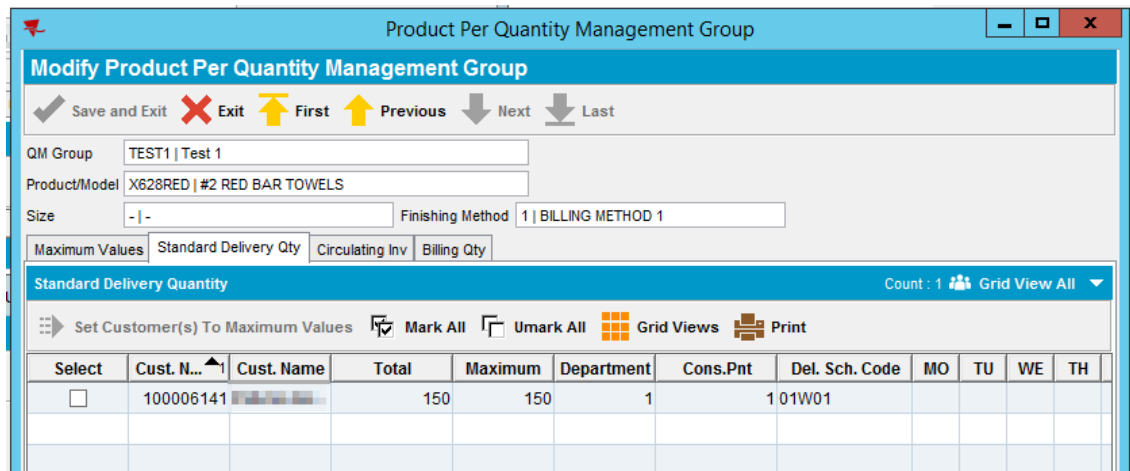 Product Per Quantity Management Group
Modify Product Per Quantity Management Group
Save and Exit Exit First Previous Next Last
QM Group TEST1 | Test 1
Product/Model X628RED | #2 RED BAR TOWELS
Size - | - Finishing Method 1 | BILLING METHOD 1
Maximum Values Standard Delivery Qty Circulating Inv Billing Qty
Standard Delivery Quantity Count : 1 Grid View All
Set Customer(s) To Maximum Values Mark All Umark All Grid Views Print
Select Cust. N... 1 Cust. Name Total Maximum Department Cons.Pnt Del. Sch. Code MO TU WE TH
100006141 150 150 1 1 01W01